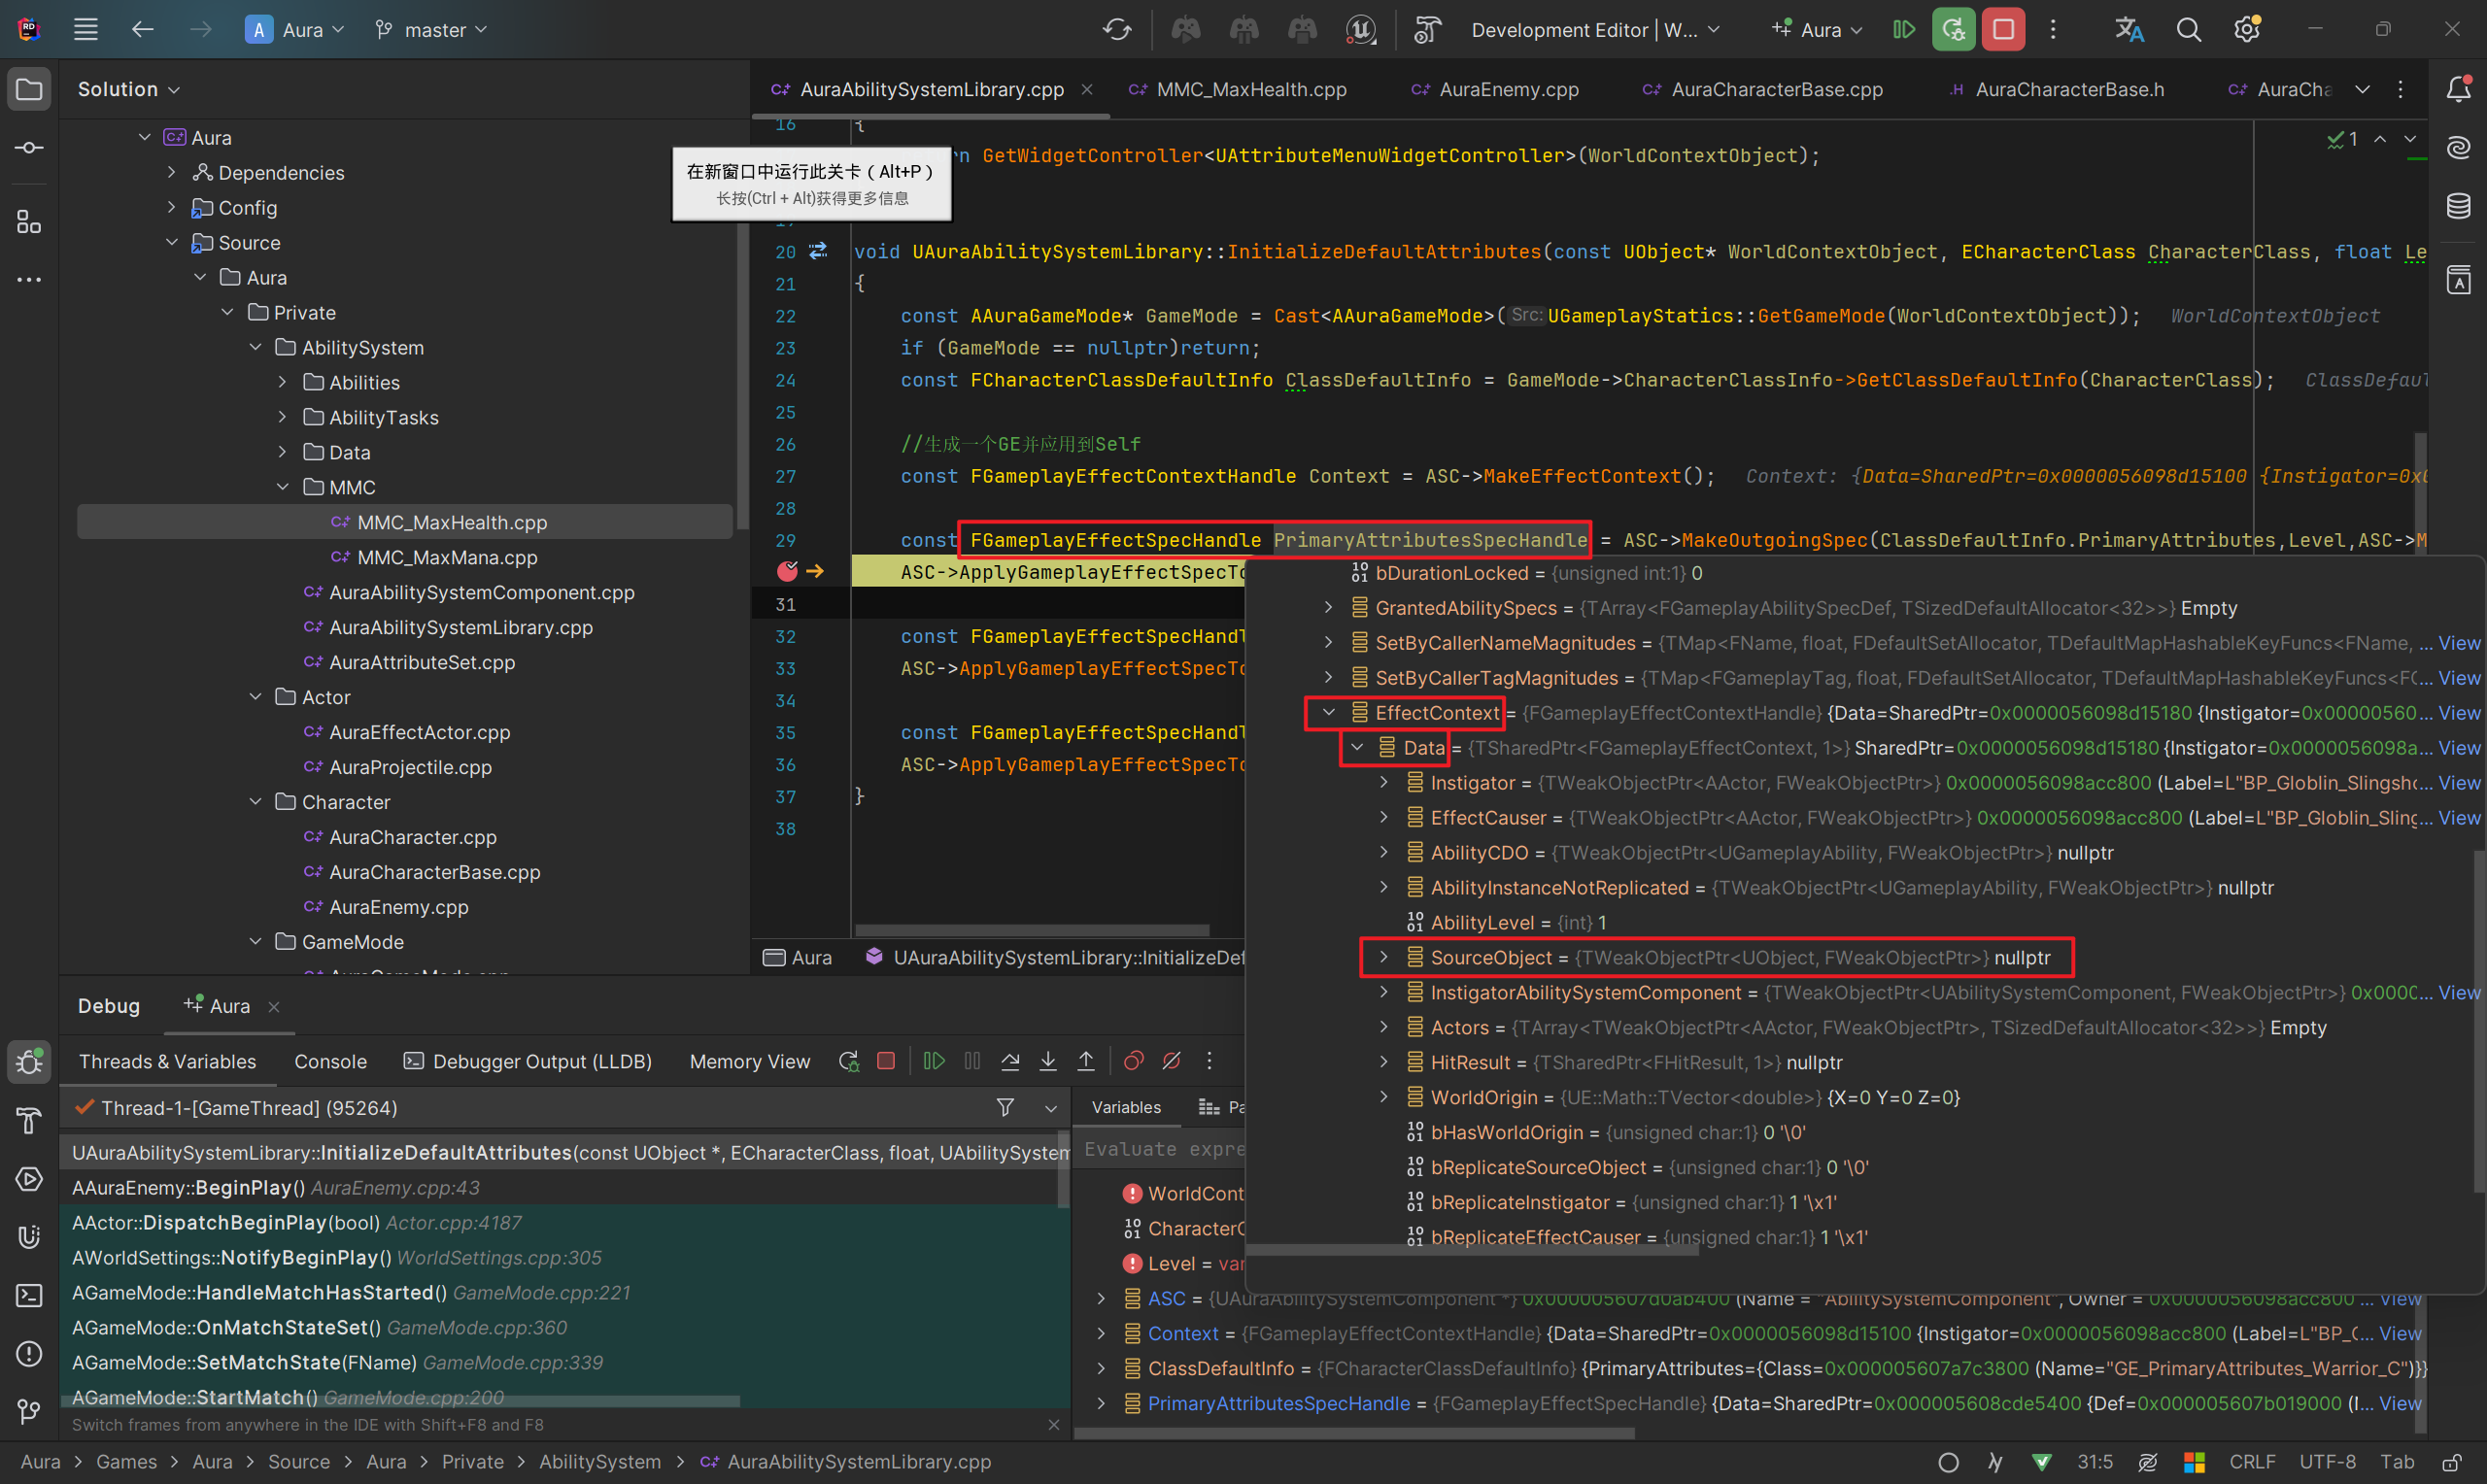 Aura
master
Development Editor | W...
Aura
Solution
AuraAbilitySystemLibrary.cpp
MMC_MaxHealth.cpp
AuraEnemy.cpp
AuraCharacterBase.cpp
.H AuraCharacterBase.h
AuraCha
Aura
Dependencies
Config
Source
Aura
Private
AbilitySystem
Abilities
AbilityTasks
Data
MMC
MMC_MaxHealth.cpp
MMC_MaxMana.cpp
AuraAbilitySystemComponent.cpp
AuraAbilitySystemLibrary.cpp
AuraAttributeSet.cpp
Actor
AuraEffectActor.cpp
AuraProjectile.cpp
Character
AuraCharacter.cpp
AuraCharacterBase.cpp
AuraEnemy.cpp
GameMode
在新窗口中运行此关卡（Alt+P）
长按(Ctrl + Alt)获得更多信息
1
16 {
n GetWidgetController<UAttributeMenuWidgetController>(WorldContextObject);
20 void UAuraAbilitySystemLibrary::InitializeDefaultAttributes(const UObject* WorldContextObject, ECharacterClass CharacterClass, float Le
21 {
22 const AAuraGameMode* GameMode = Cast<AAuraGameMode>(Src:UGameplayStatics::GetGameMode(WorldContextObject)); WorldContextObject
23 if (GameMode == nullptr)return;
24 const FCharacterClassDefaultInfo ClassDefaultInfo = GameMode->CharacterClassInfo->GetClassDefaultInfo(CharacterClass); ClassDefaul
25
26 //生成一个GE并应用到Self
27 const FGameplayEffectContextHandle Context = ASC->MakeEffectContext(); Context: {Data=SharedPtr=0x0000056098d15100 {Instigator=0x0
28
29 const FGameplayEffectSpecHandle PrimaryAttributesSpecHandle = ASC->MakeOutgoingSpec(ClassDefaultInfo.PrimaryAttributes,Level,ASC->M
ASC->ApplyGameplayEffectSpecTo
31
32 const FGameplayEffectSpecHandl
33 ASC->ApplyGameplayEffectSpecTo
34
35 const FGameplayEffectSpecHandl
36 ASC->ApplyGameplayEffectSpecTo
37 }
38
bDurationLocked = {unsigned int:1} 0
GrantedAbilitySpecs = {TArray<FGameplayAbilitySpecDef, TSizedDefaultAllocator<32>>} Empty
SetByCallerNameMagnitudes = {TMap<FName, float, FDefaultSetAllocator, TDefaultMapHashableKeyFuncs<FName, ... View
SetByCallerTagMagnitudes = {TMap<FGameplayTag, float, FDefaultSetAllocator, TDefaultMapHashableKeyFuncs<FG... View
EffectContext = {FGameplayEffectContextHandle} {Data=SharedPtr=0x0000056098d15180 {Instigator=0x00000560... View
Data = {TSharedPtr<FGameplayEffectContext, 1>} SharedPtr=0x0000056098d15180 {Instigator=0x0000056098a... View
Instigator = {TWeakObjectPtr<AActor, FWeakObjectPtr>} 0x0000056098acc800 (Label=L"BP_Globlin_Slingsh... View
EffectCauser = {TWeakObjectPtr<AActor, FWeakObjectPtr>} 0x0000056098acc800 (Label=L"BP_Globlin_Sling... View
AbilityCDO = {TWeakObjectPtr<UGameplayAbility, FWeakObjectPtr>} nullptr
AbilityInstanceNotReplicated = {TWeakObjectPtr<UGameplayAbility, FWeakObjectPtr>} nullptr
AbilityLevel = {int} 1
SourceObject = {TWeakObjectPtr<UObject, FWeakObjectPtr>} nullptr
InstigatorAbilitySystemComponent = {TWeakObjectPtr<UAbilitySystemComponent, FWeakObjectPtr>} 0x0000... View
Actors = {TArray<TWeakObjectPtr<AActor, FWeakObjectPtr>, TSizedDefaultAllocator<32>>} Empty
HitResult = {TSharedPtr<FHitResult, 1>} nullptr
WorldOrigin = {UE::Math::TVector<double>} {X=0 Y=0 Z=0}
bHasWorldOrigin = {unsigned char:1} 0 '\0'
bReplicateSourceObject = {unsigned char:1} 0 '\0'
bReplicateInstigator = {unsigned char:1} 1 '\x1'
bReplicateEffectCauser = {unsigned char:1} 1 '\x1'
Aura
UAuraAbilitySystemLibrary::InitializeDef
Debug
Aura
Threads & Variables
Console
Debugger Output (LLDB)
Memory View
Thread-1-[GameThread] (95264)
UAuraAbilitySystemLibrary::InitializeDefaultAttributes(const UObject *, ECharacterClass, float, UAbilitySystem
AAuraEnemy::BeginPlay() AuraEnemy.cpp:43
AActor::DispatchBeginPlay(bool) Actor.cpp:4187
AWorldSettings::NotifyBeginPlay() WorldSettings.cpp:305
AGameMode::HandleMatchHasStarted() GameMode.cpp:221
AGameMode::OnMatchStateSet() GameMode.cpp:360
AGameMode::SetMatchState(FName) GameMode.cpp:339
AGameMode::StartMatch() GameMode.cpp:200
Switch frames from anywhere in the IDE with Shift+F8 and F8
Variables
Pa
Evaluate expre
WorldCont
CharacterC
Level = var
ASC = {UAuraAbilitySystemComponent *} 0x000005607d0ab400 (Name = "AbilitySystemComponent", Owner = 0x0000056098acc800 ... View
Context = {FGameplayEffectContextHandle} {Data=SharedPtr=0x0000056098d15100 {Instigator=0x0000056098acc800 (Label=L"BP_G... View
ClassDefaultInfo = {FCharacterClassDefaultInfo} {PrimaryAttributes={Class=0x000005607a7c3800 (Name="GE_PrimaryAttributes_Warrior_C")}}
PrimaryAttributesSpecHandle = {FGameplayEffectSpecHandle} {Data=SharedPtr=0x000005608cde5400 {Def=0x000005607b019000 (I... View
Aura > Games > Aura > Source > Aura > Private > AbilitySystem > AuraAbilitySystemLibrary.cpp
31:5
CRLF
UTF-8
Tab